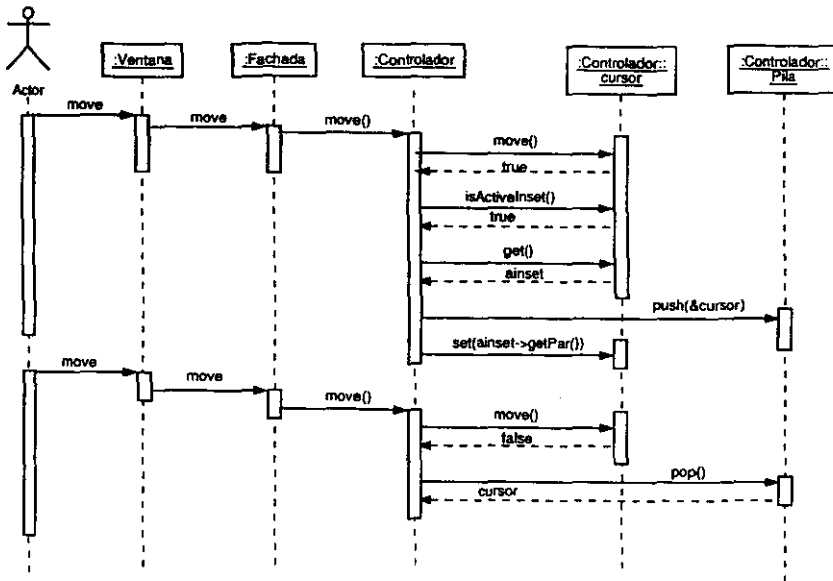 :Ventana
:Fachada
:Controlador
:Controlador::
cursor
:Controlador::
Pila
Actor
move
move
move()
move()
true
isActiveInset()
true
get()
ainset
push(&cursor)
set(ainset->getPar())
move
move
move()
move()
false
pop()
cursor